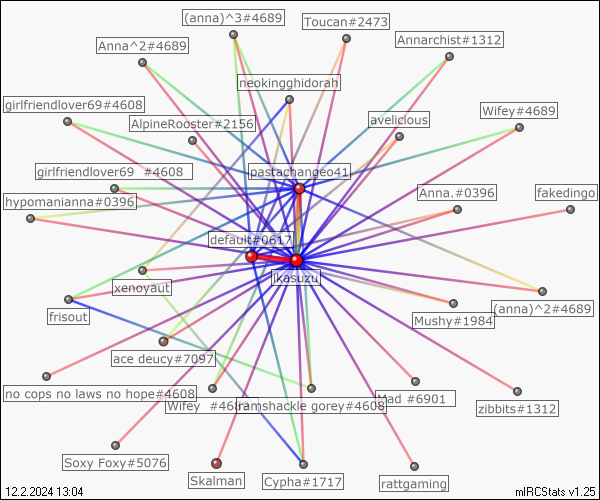 (anna)^3#4689
Toucan#2473
Annarchist#1312
Anna^2#4689
neokingghidorah
girlfriendlover69#4608
Wifey#4689
AlpineRooster#2156
avelicious
girlfriendlover69 #4608
pastachangeo41
hypomanianna#0396
Anna.#0396
fakedingo
default#0617
jkasuzu
xenoyaut
frisout
(anna)^2#4689
Mushy#1984
ace deucy#7097
no cops no laws no hope#4608
Wifey #46
ramshackle gorey#4608
Mad #6901
zibbits#1312
Soxy Foxy#5076
Skalman
Cypha#1717
rattgaming
12.2.2024 13:04
mIRCStats v1.25